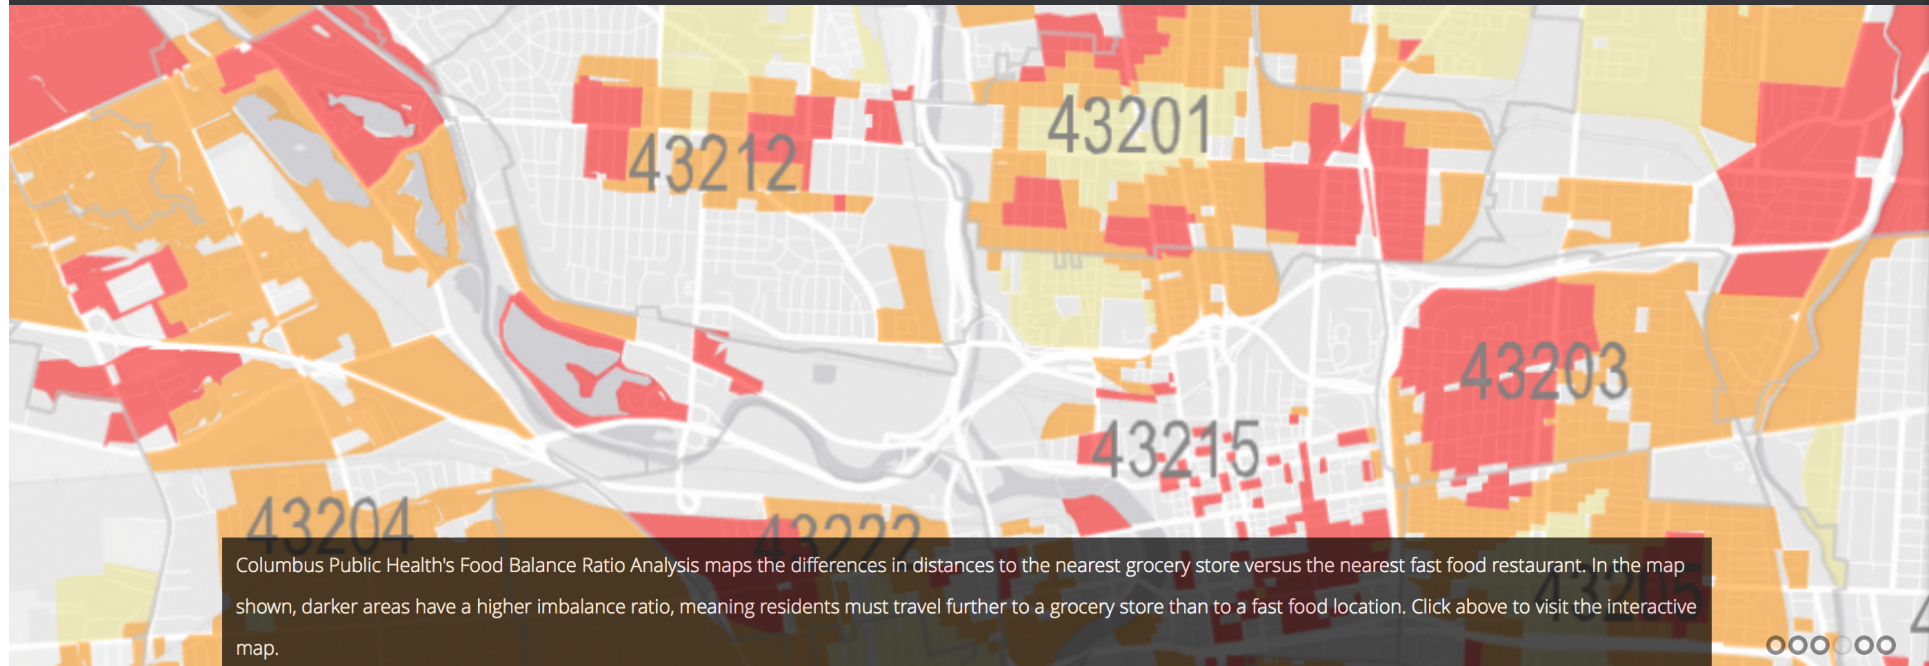 43201
43212
43203
43215
43204
43222
Columbus Public Health's Food Balance Ratio Analysis maps the differences in distances to the nearest grocery store versus the nearest fast food restaurant. In the map
shown, darker areas have a higher imbalance ratio, meaning residents must travel further to a grocery store than to a fast food location. Click above to visit the interactive
map.
43205